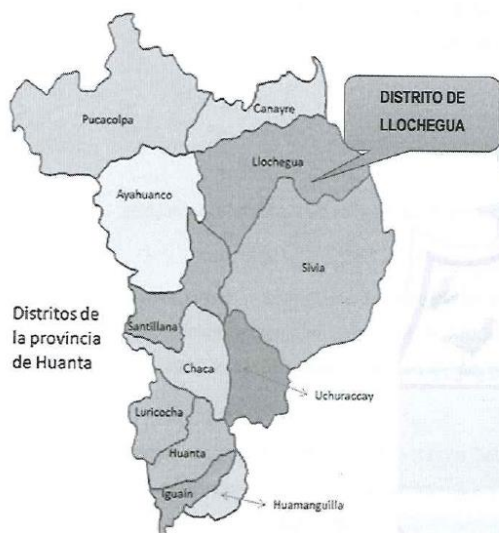 Pucacolpa
Canayre
DISTRITO DE
LLOCHEGUA
Llochegua
Ayahuanco
Sivia
Distritos de
la provincia
de Huanta
Santillana
Chaca
Uchuraccay
Luricocha
Huanta
Iguaín
Huamanguilla